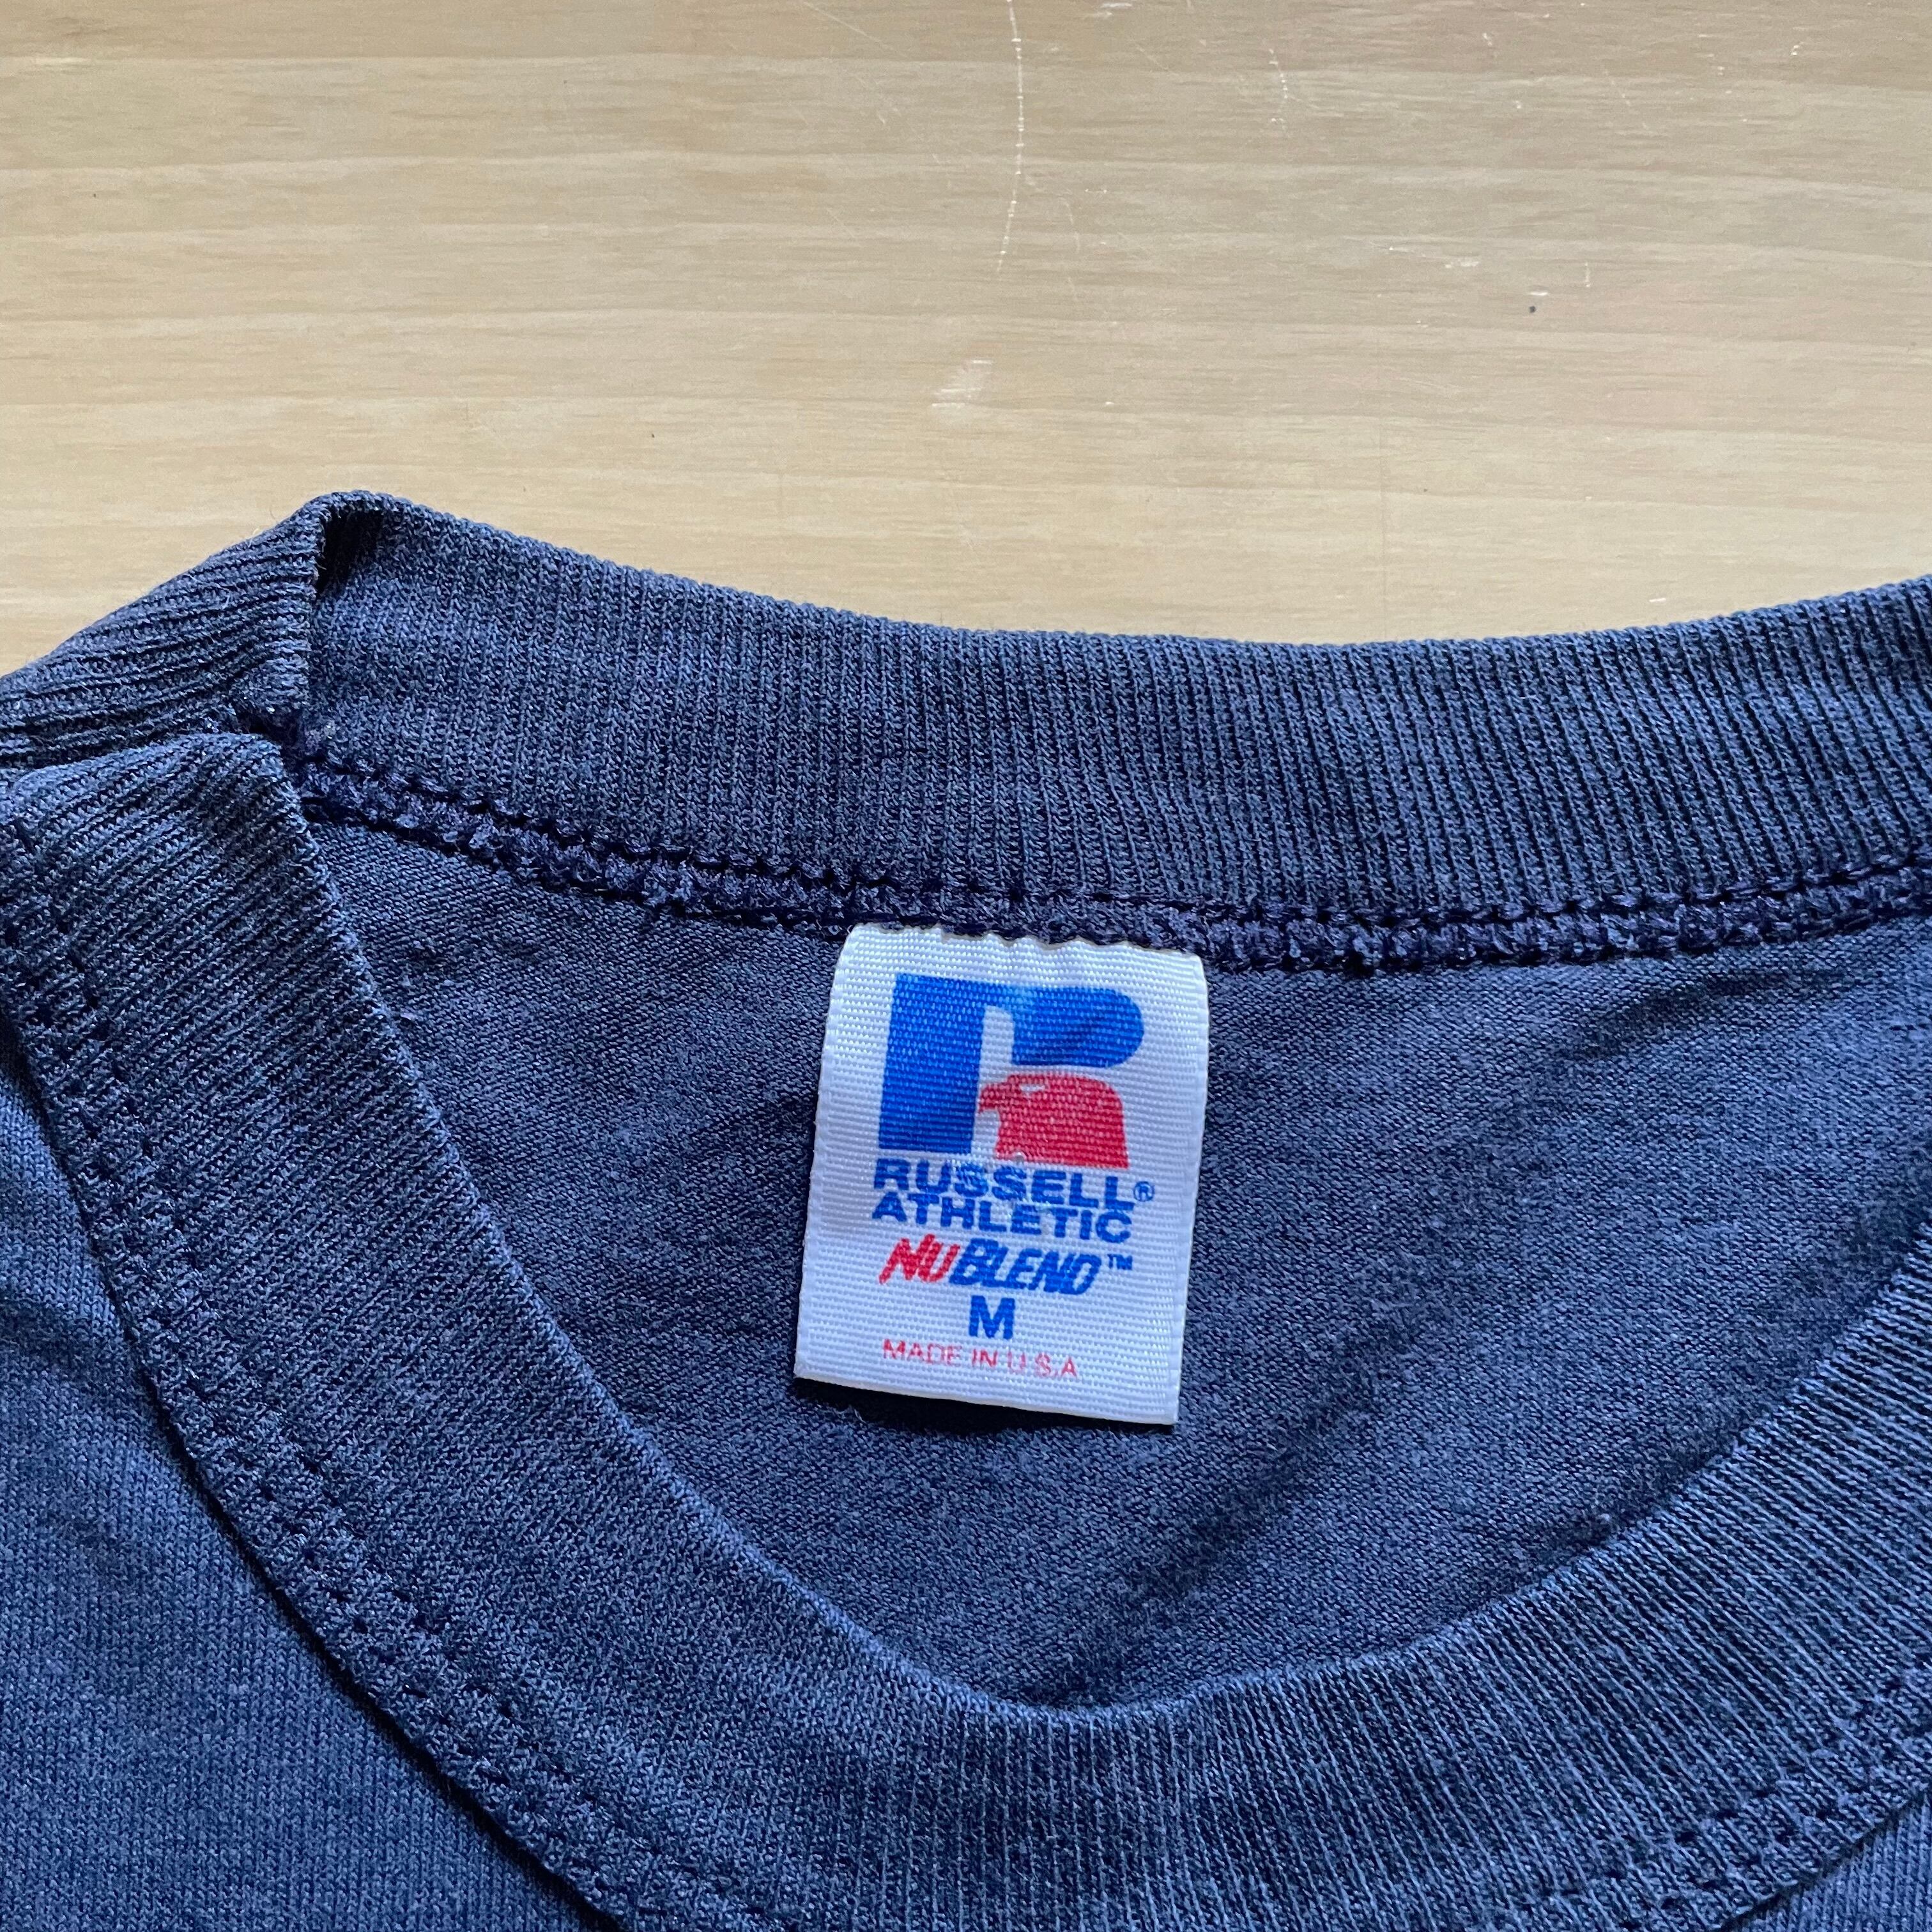 RUSSELL®
ATHLETIC
NUBLEND™
M
MADE IN U.S.A